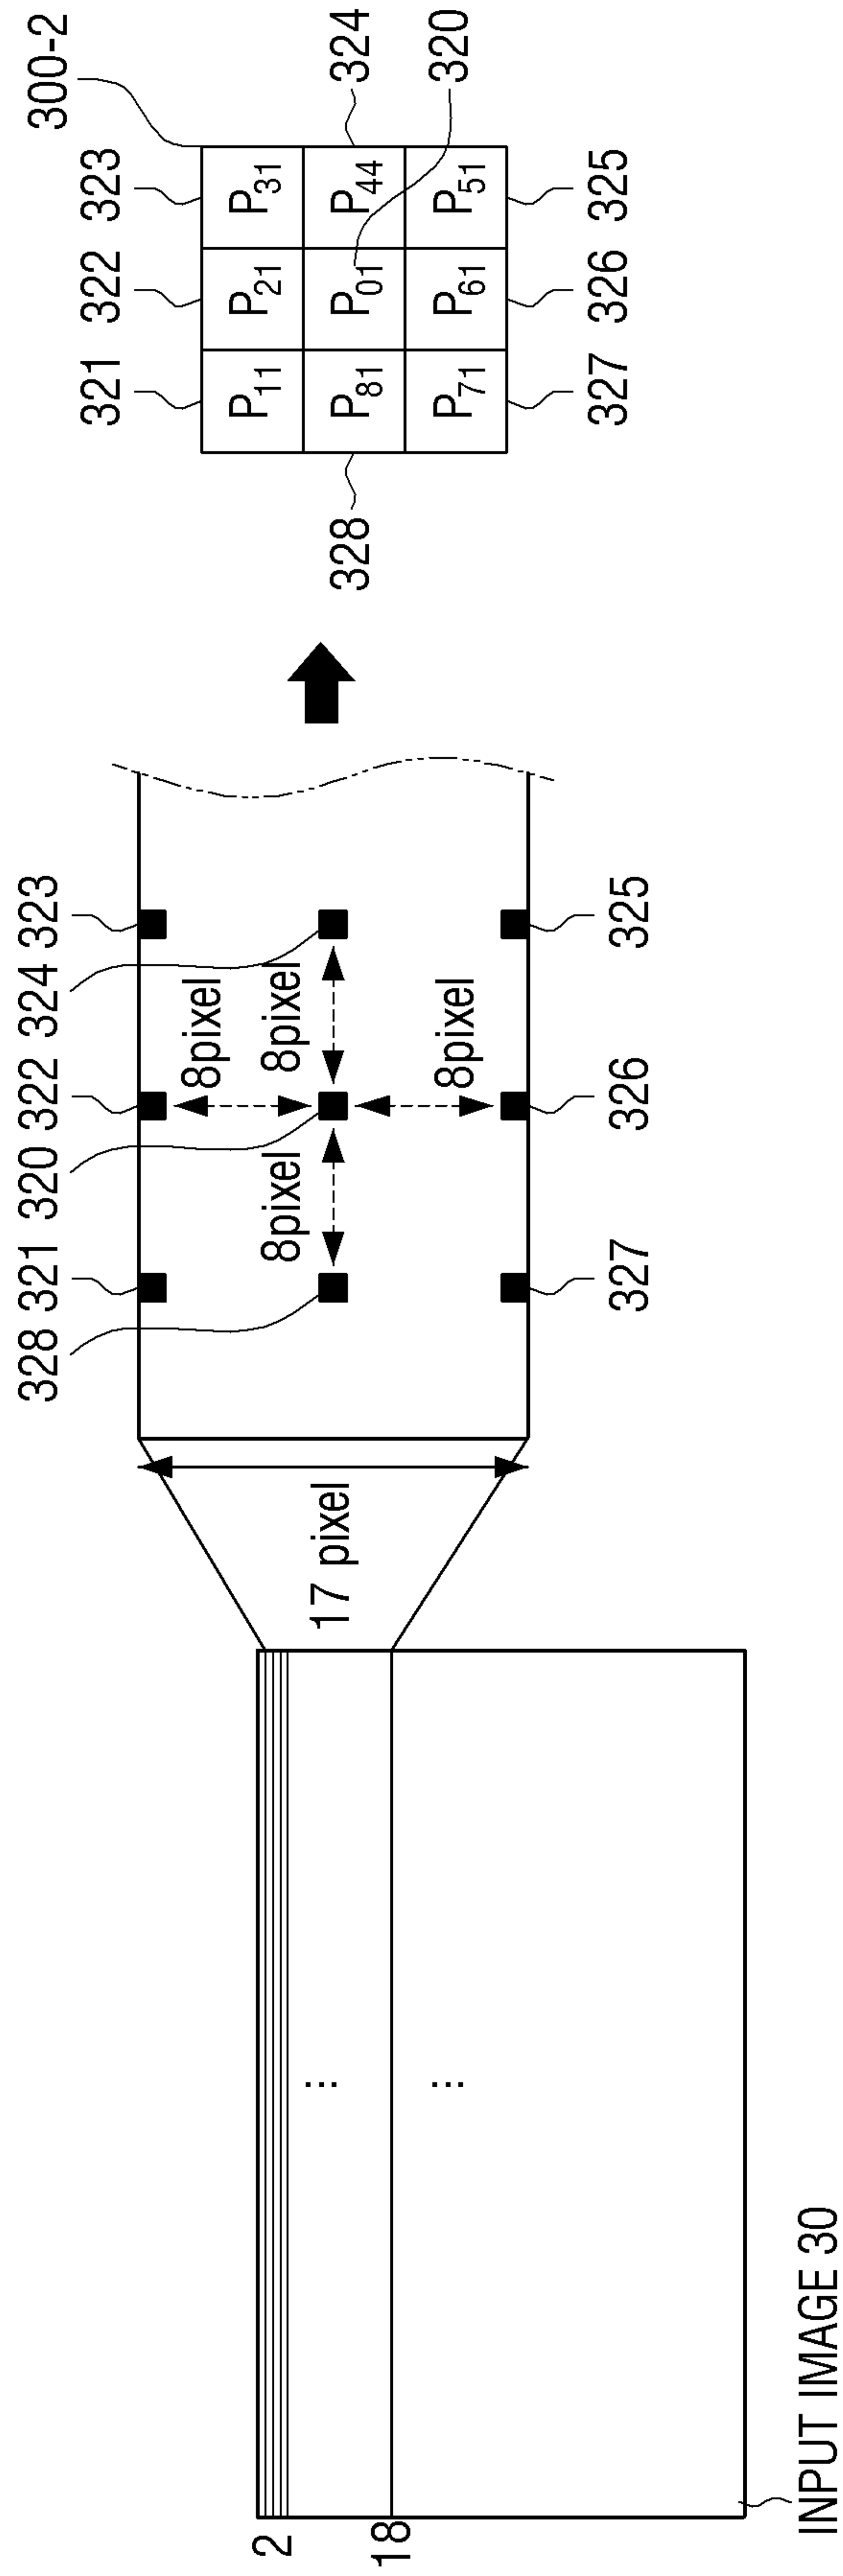 2
18
INPUT IMAGE 30
17 pixel
328 321 320 322 324 323
8pixel
8pixel
8pixel
8pixel
327 326 325
321 322 323 300-2
P11 P21 P31
328 P81 P01 P44 324
P71 P61 P51 320
327 326 325